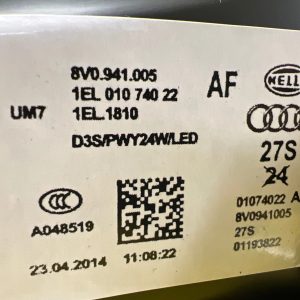 8V0.941.005
1EL 010 740 22
UM7
1EL.1810
AF
HELLA
D3S/PWY24W/LED
27S
24
A048519
01074022 A
8V0941005
27S
01193822
23.04.2014 11:08:22